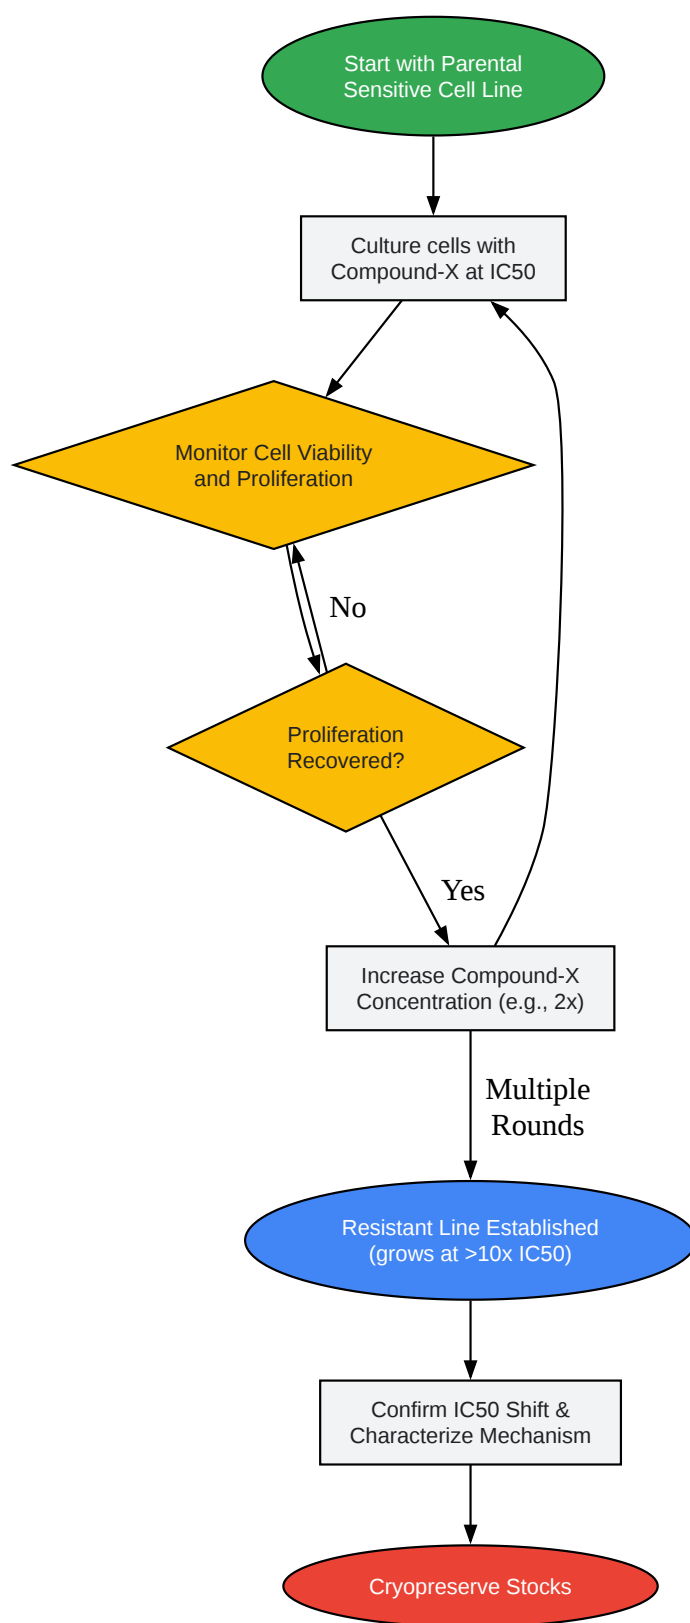 Start with Parental
Sensitive Cell Line
Culture cells with
Compound-X at IC50
Monitor Cell Viability
and Proliferation
No
Proliferation
Recovered?
Yes
Increase Compound-X
Concentration (e.g., 2x)
Multiple
Rounds
Resistant Line Established
(grows at >10x IC50)
Confirm IC50 Shift &
Characterize Mechanism
Cryopreserve Stocks